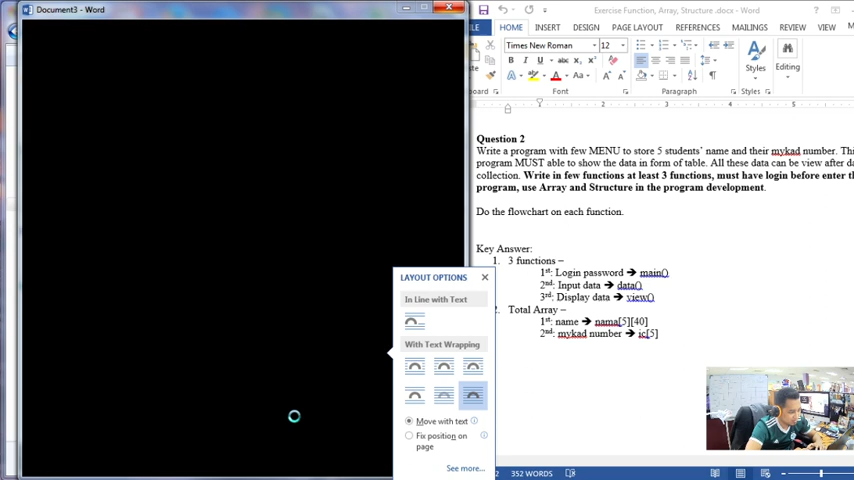 Document3 - Word
Exercise Function, Array, Structure .docx - Word
HOME INSERT DESIGN PAGE LAYOUT REFERENCES MAILINGS REVIEW VIEW
Times New Roman 12
Styles Editing
Font Paragraph Styles
Question 2
Write a program with few MENU to store 5 students' name and their mykad number.
program MUST able to show the data in form of table. All these data can be view after
collection. Write in few functions at least 3 functions, must have login before enter
program, use Array and Structure in the program development.
Do the flowchart on each function.
Key Answer:
1. 3 functions –
1st: Login password ➔ main()
2nd: Input data ➔ data()
3rd: Display data ➔ view()
2. Total Array –
1st: name ➔ nama[5][40]
2nd: mykad number ➔ ic[5]
LAYOUT OPTIONS
In Line with Text
With Text Wrapping
Move with text
Fix position on
page
See more...
352 WORDS